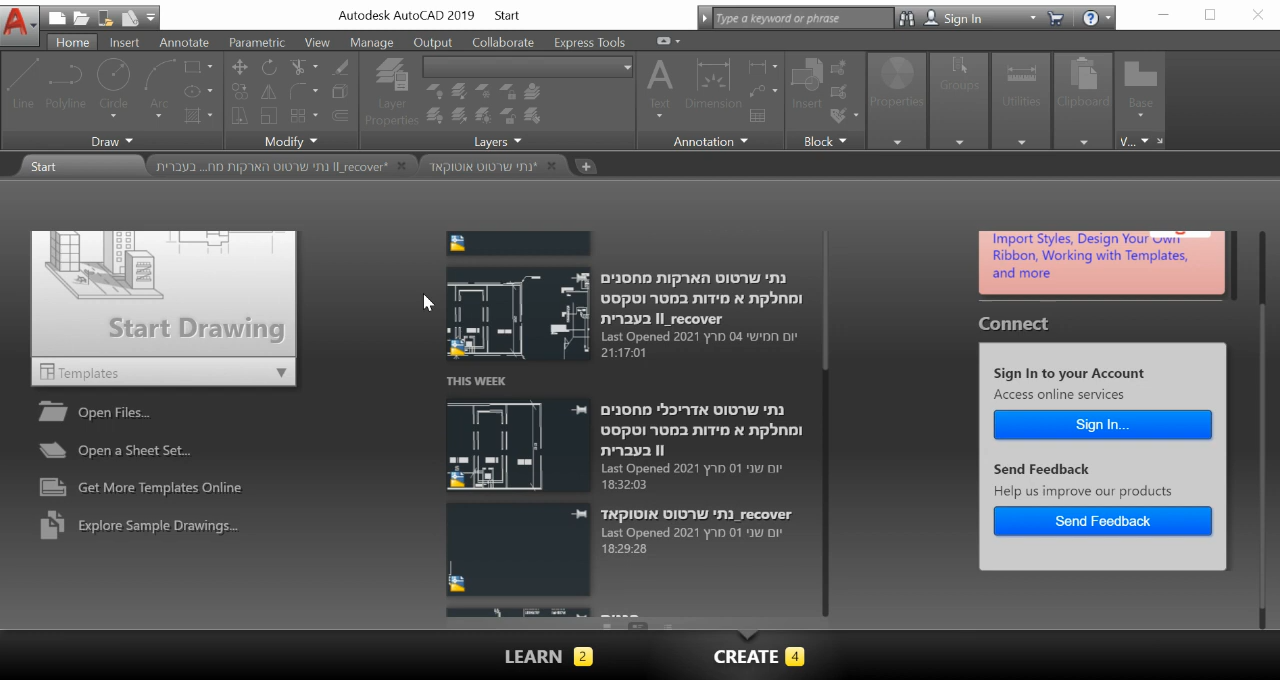 Autodesk AutoCAD 2019 Start
Type a keyword or phrase
Sign In
Home Insert Annotate Parametric View Manage Output Collaborate Express Tools
Line Polyline Circle Arc
Layer Properties
Text Dimension
Insert
Properties
Groups
Utilities
Clipboard
Base
Draw
Modify
Layers
Annotation
Block
V...
Start
נתי שרטוט הארקות מח... בעברית II_recover*
נתי שרטוט אוטוקאד*
Start Drawing
Templates
Open Files...
Open a Sheet Set...
Get More Templates Online
Explore Sample Drawings...
נתי שרטוט הארקות מחסנים
ומחלקת א מידות במטר וטקסט
בעברית II_recover
Last Opened יום חמישי 04 מרץ 2021
21:17:01
THIS WEEK
נתי שרטוט אדריכלי מחסנים
ומחלקת א מידות במטר וטקסט
בעברית II
Last Opened יום שני 01 מרץ 2021
18:32:03
נתי שרטוט אוטוקאד_recover
Last Opened יום שני 01 מרץ 2021
18:29:28
Import Styles, Design Your Own
Ribbon, Working with Templates,
and more
Connect
Sign In to your Account
Access online services
Sign In...
Send Feedback
Help us improve our products
Send Feedback
LEARN 2
CREATE 4